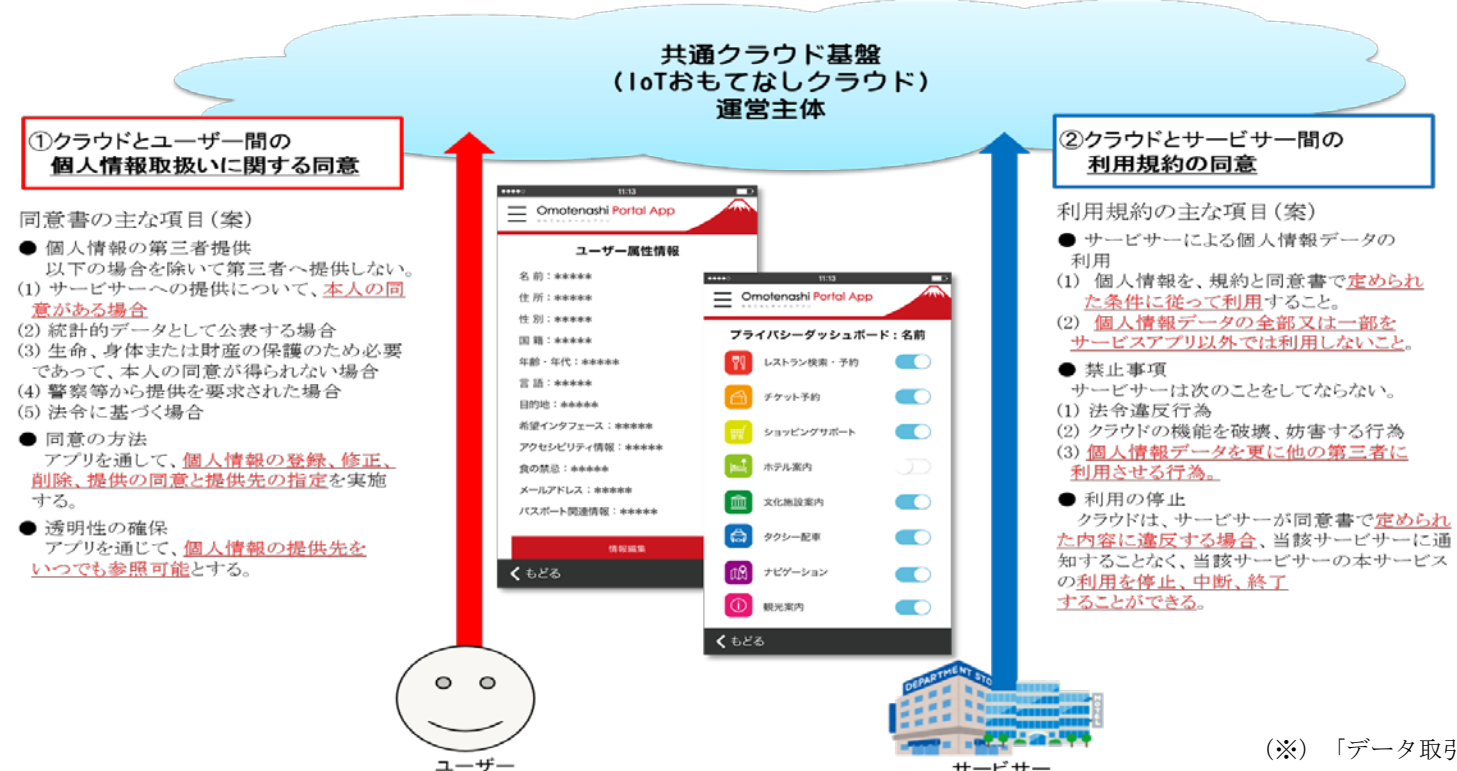 共通クラウド基盤
(IoTおもてなしクラウド)
運営主体
①クラウドとユーザー間の
個人情報取扱いに関する同意
同意書の主な項目(案)
● 個人情報の第三者提供
以下の場合を除いて第三者へ提供しない。
(1) サービサーへの提供について、本人の同
意がある場合
(2) 統計的データとして公表する場合
(3) 生命、身体または財産の保護のため必要
であって、本人の同意が得られない場合
(4) 警察等から提供を要求された場合
(5) 法令に基づく場合
● 同意の方法
アプリを通して、個人情報の登録、修正、
削除、提供の同意と提供先の指定を実施
する。
● 透明性の確保
アプリを通じて、個人情報の提供先を
いつでも参照可能とする。
11:13
Omotenashi Portal App
ユーザー属性情報
名 前:*****
住 所:*****
性 別:*****
国 籍:*****
年齢・年代:*****
言 語:*****
目的地:*****
希望インタフェース:*****
アクセシビリティ情報:*****
食の禁忌:*****
メールアドレス:*****
パスポート関連情報:*****
情報編集
もどる
11:13
Omotenashi Portal App
プライバシーダッシュボード:名前
レストラン検索・予約
チケット予約
ショッピングサポート
ホテル案内
文化施設案内
タクシー配車
ナビゲーション
観光案内
もどる
②クラウドとサービサー間の
利用規約の同意
利用規約の主な項目(案)
● サービサーによる個人情報データの
利用
(1) 個人情報を、規約と同意書で定められ
た条件に従って利用すること。
(2) 個人情報データの全部又は一部を
サービスアプリ以外では利用しないこと。
● 禁止事項
サービサーは次のことをしてならない。
(1) 法令違反行為
(2) クラウドの機能を破壊、妨害する行為
(3) 個人情報データを更に他の第三者に
利用させる行為。
● 利用の停止
クラウドは、サービサーが同意書で定められ
た内容に違反する場合、当該サービサーに通
知することなく、当該サービサーの本サービス
の利用を停止、中断、終了
することができる。
DEPARTMENT STO
ユーザー
サービサー
(※) 「データ取引